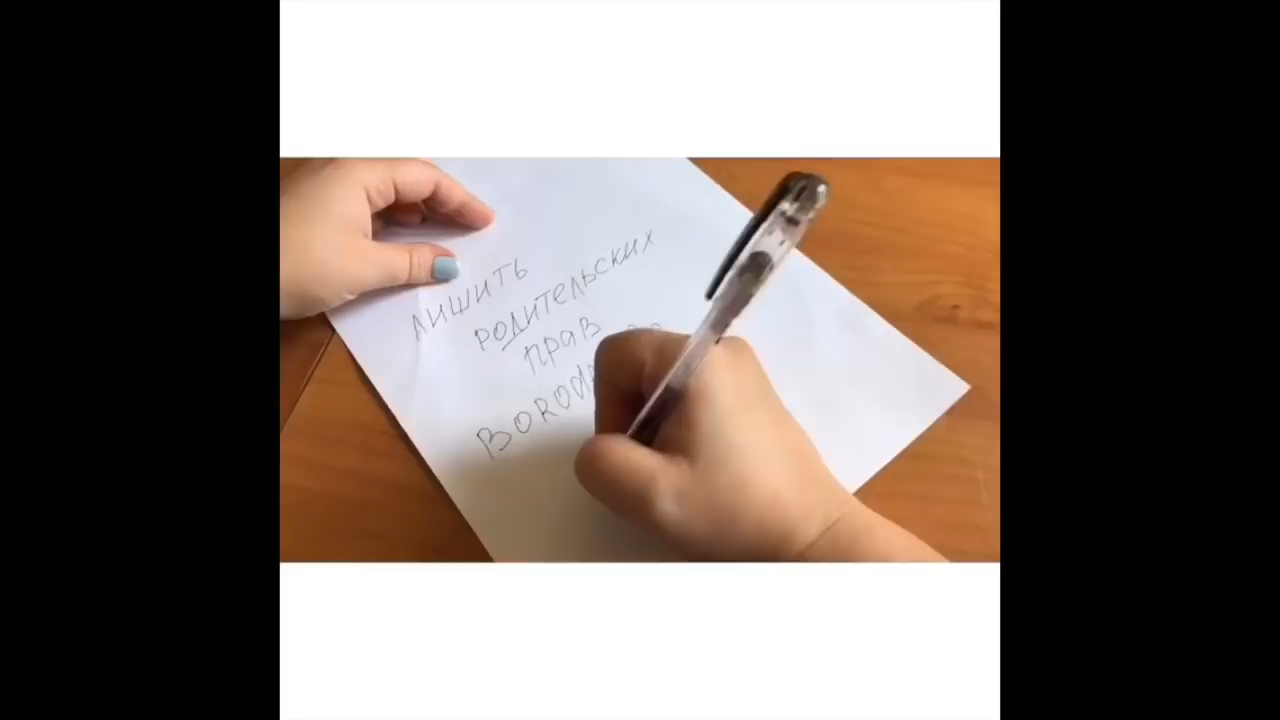 лишить
родительских
прав